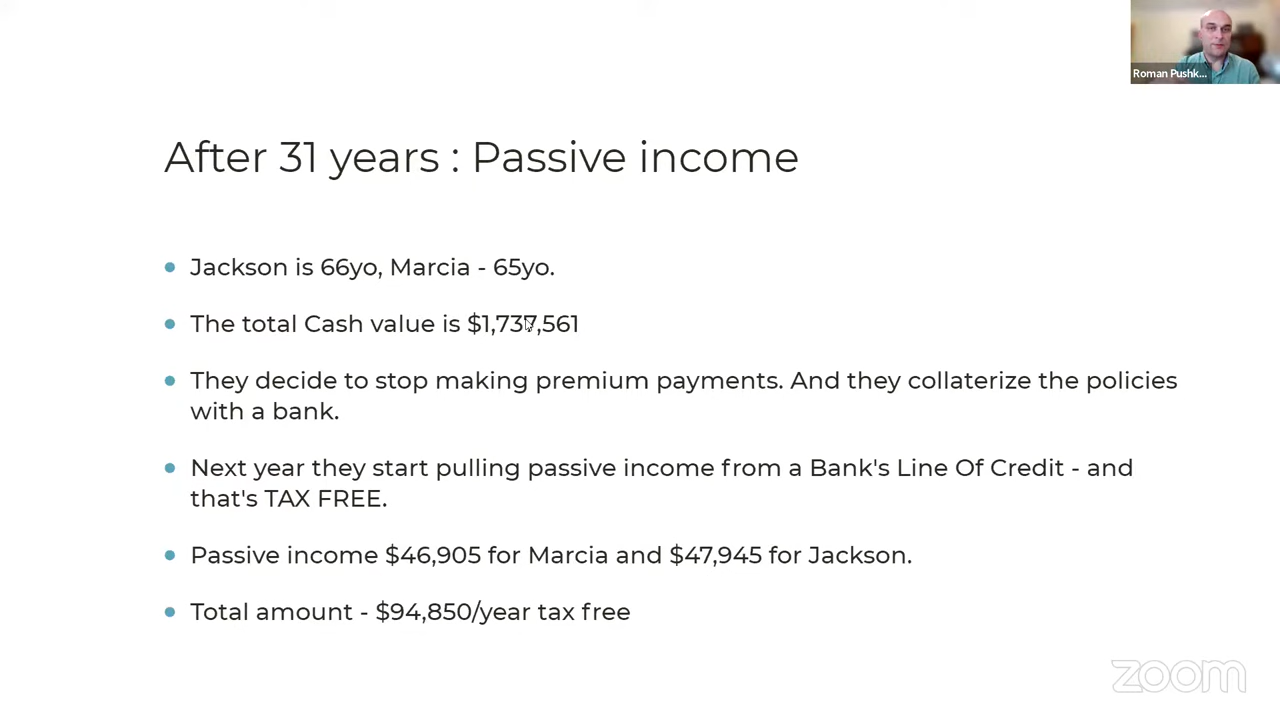 Roman Pushk...
After 31 years : Passive income
Jackson is 66yo, Marcia - 65yo.
The total Cash value is $1,737,561
They decide to stop making premium payments. And they collaterize the policies
with a bank.
Next year they start pulling passive income from a Bank's Line Of Credit - and
that's TAX FREE.
Passive income $46,905 for Marcia and $47,945 for Jackson.
Total amount - $94,850/year tax free
zoom